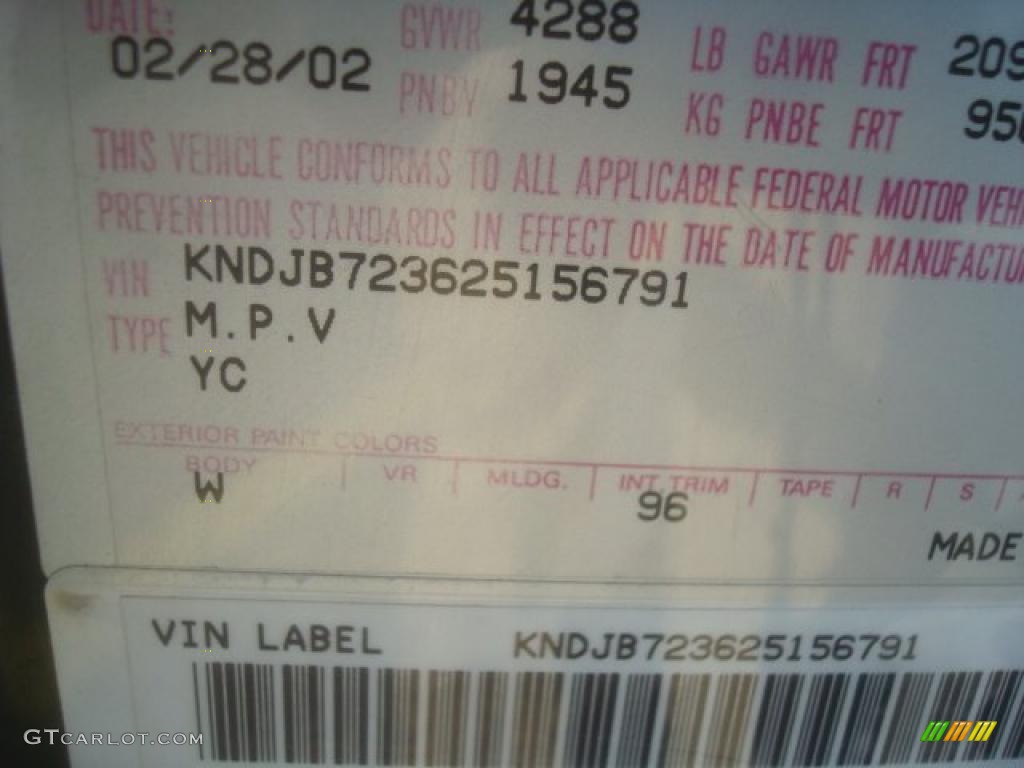 DATE: GVWR 4288 LB GAWR FRT 209
02/28/02 PNBV 1945 KG PNBE FRT 95
THIS VEHICLE CONFORMS TO ALL APPLICABLE FEDERAL MOTOR VEH
PREVENTION STANDARDS IN EFFECT ON THE DATE OF MANUFACTU
VIN KNDJB723625156791
TYPE M.P.V
YC
EXTERIOR PAINT COLORS
BODY VR MLDG. INT TRIM TAPE R S
W 96
MADE
VIN LABEL KNDJB723625156791
GTCARLOT.COM